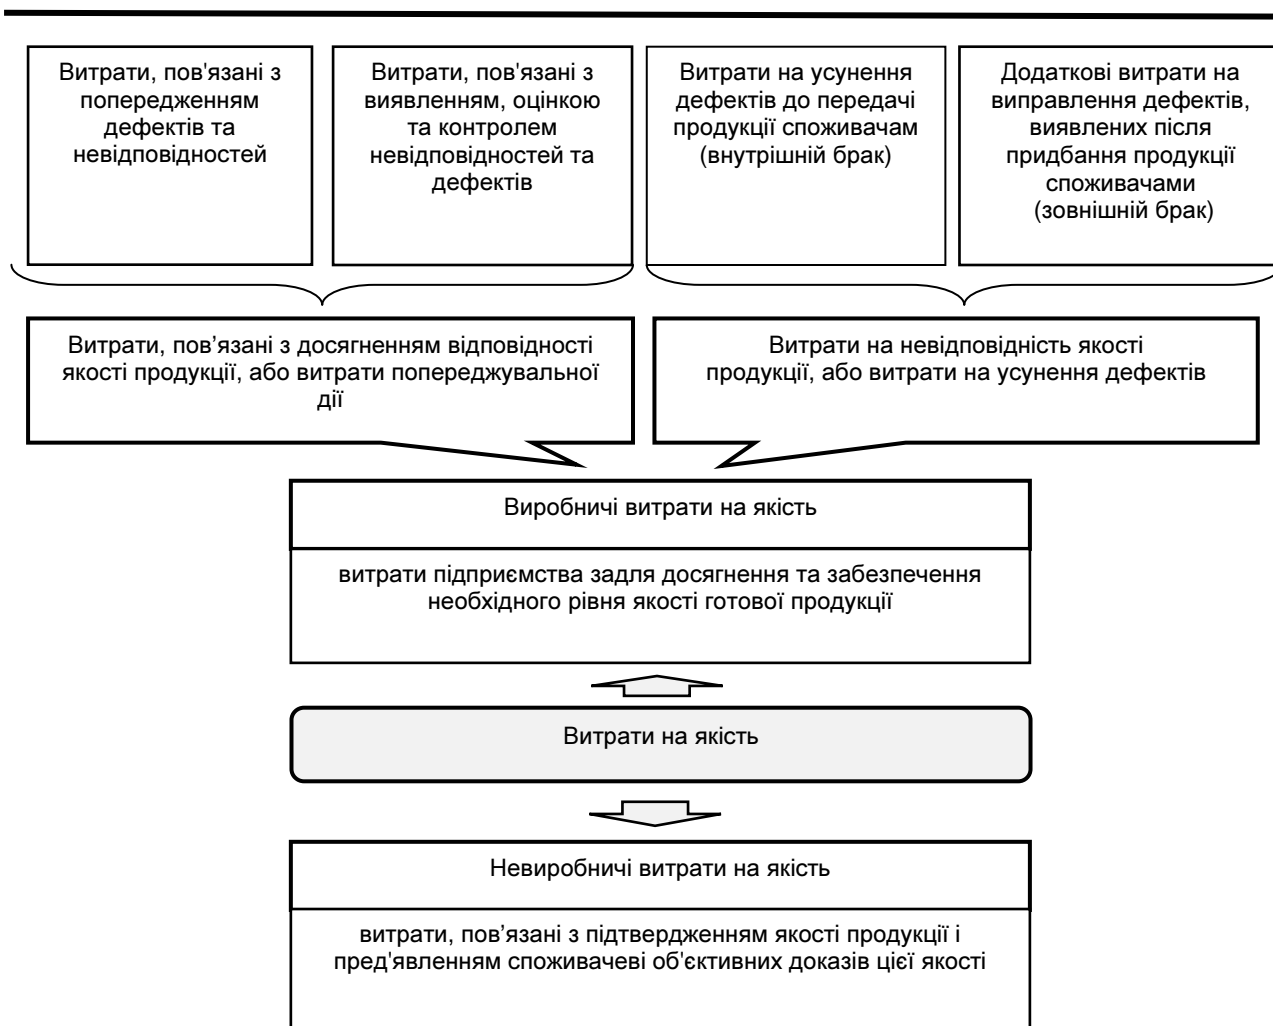 Витрати, пов'язані з
попередженням
дефектів та
невідповідностей
Витрати, пов'язані з
виявленням, оцінкою
та контролем
невідповідностей та
дефектів
Витрати на усунення
дефектів до передачі
продукції споживачам
(внутрішній брак)
Додаткові витрати на
виправлення дефектів,
виявлених після
придбання продукції
споживачами
(зовнішній брак)
Витрати, пов’язані з досягненням відповідності
якості продукції, або витрати попереджувальної
дії
Витрати на невідповідність якості
продукції, або витрати на усунення дефектів
Виробничі витрати на якість
витрати підприємства задля досягнення та забезпечення
необхідного рівня якості готової продукції
Витрати на якість
Невиробничі витрати на якість
витрати, пов’язані з підтвердженням якості продукції і
пред'явленням споживачеві об'єктивних доказів цієї якості